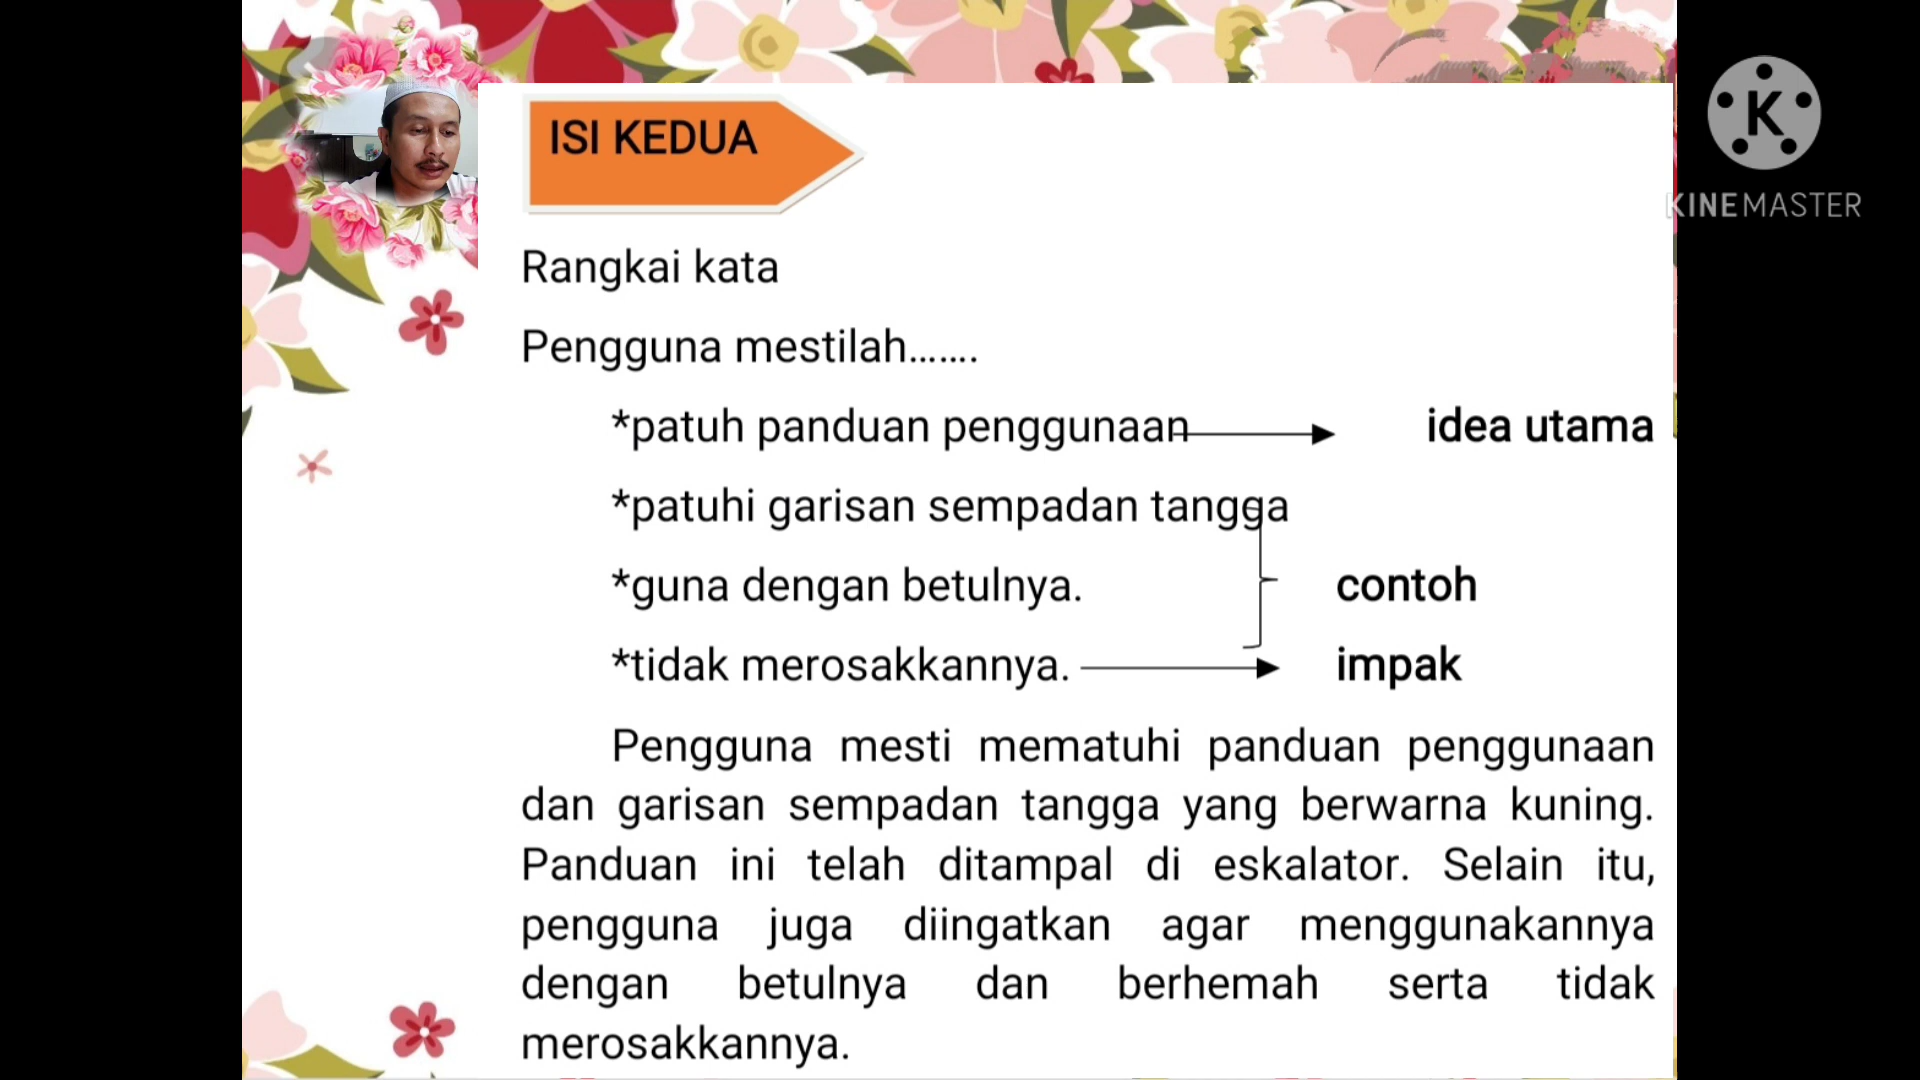 ISI KEDUA
K
KINEMASTER
Rangkai kata
Pengguna mestilah.......
*patuh panduan penggunaan idea utama
*patuhi garisan sempadan tangga
*guna dengan betulnya. contoh
*tidak merosakkannya. impak
Pengguna mesti mematuhi panduan penggunaan
dan garisan sempadan tangga yang berwarna kuning.
Panduan ini telah ditampal di eskalator. Selain itu,
pengguna juga diingatkan agar menggunakannya
dengan betulnya dan berhemah serta tidak
merosakkannya.